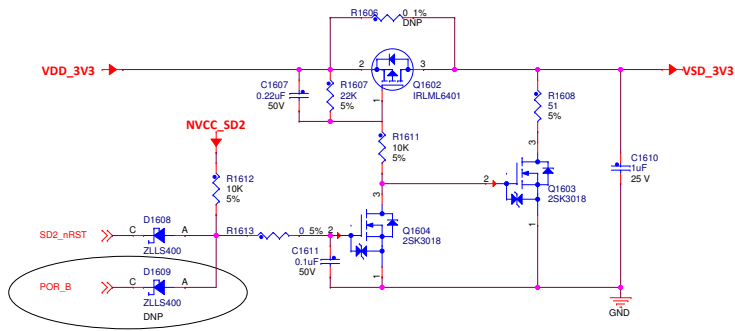 R1606 0 1%
DNP
VDD_3V3
2
3
VSD_3V3
C1607
0.22uF
50V
R1607
22K
5%
Q1602
IRLML6401
1
R1608
51
5%
NVCC_SD2
R1611
10K
5%
3
R1612
10K
5%
2
Q1603
2SK3018
C1610
1uF
25 V
3
D1608
SD2_nRST
C
A
ZLLS400
R1613
0 5%
2
Q1604
2SK3018
1
C1611
0.1uF
50V
D1609
POR_B
C
A
ZLLS400
DNP
1
GND